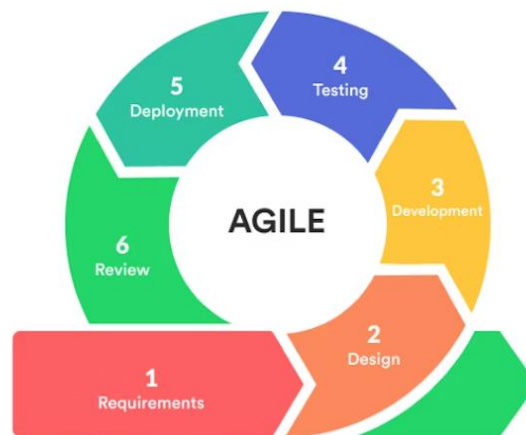 5
Deployment
4
Testing
3
Development
AGILE
6
Review
2
Design
1
Requirements